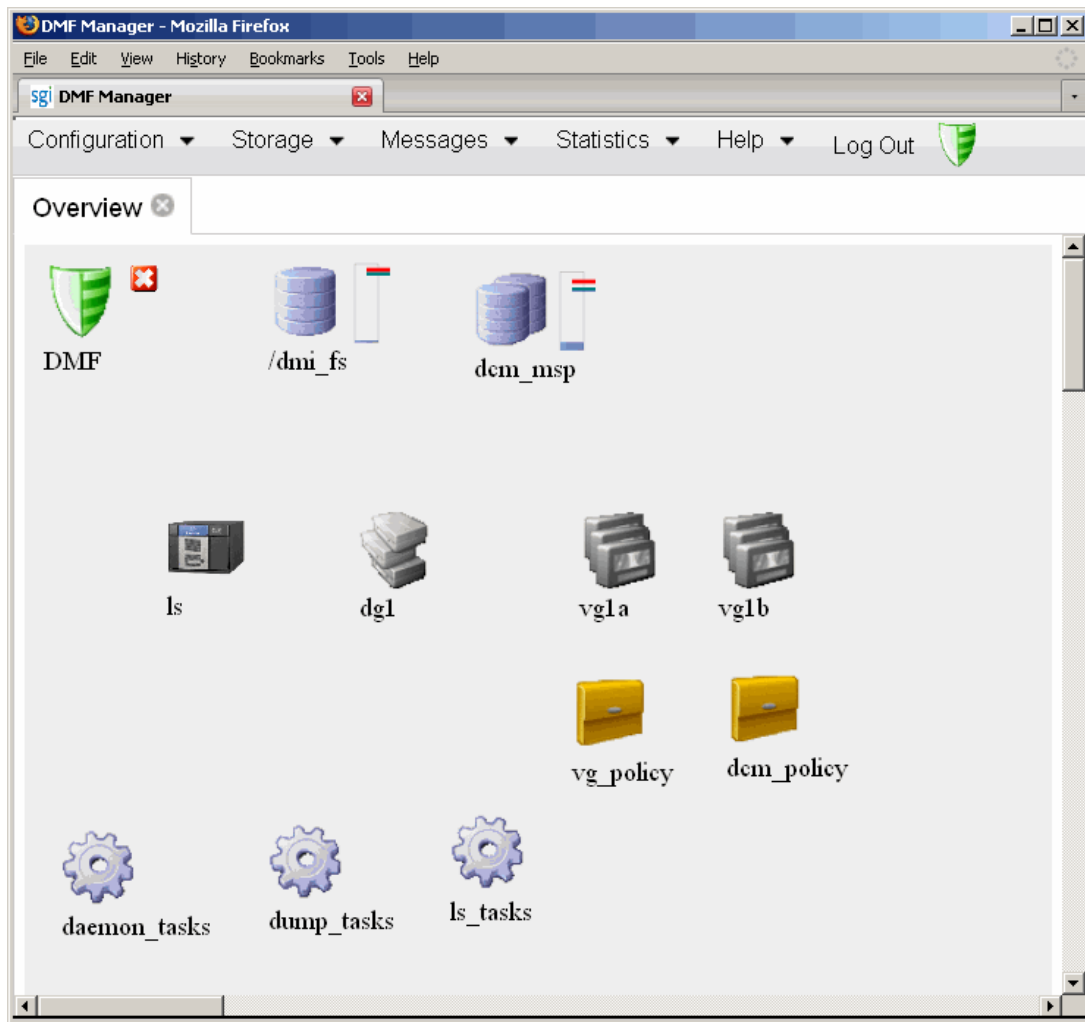 DMF Manager - Mozilla Firefox
File Edit View History Bookmarks Tools Help
sgi DMF Manager
Configuration Storage Messages Statistics Help Log Out
Overview
DMF /dmi_fs dcm_msp
ls dg1 vg1a vg1b
vg_policy dcm_policy
daemon_tasks dump_tasks ls_tasks